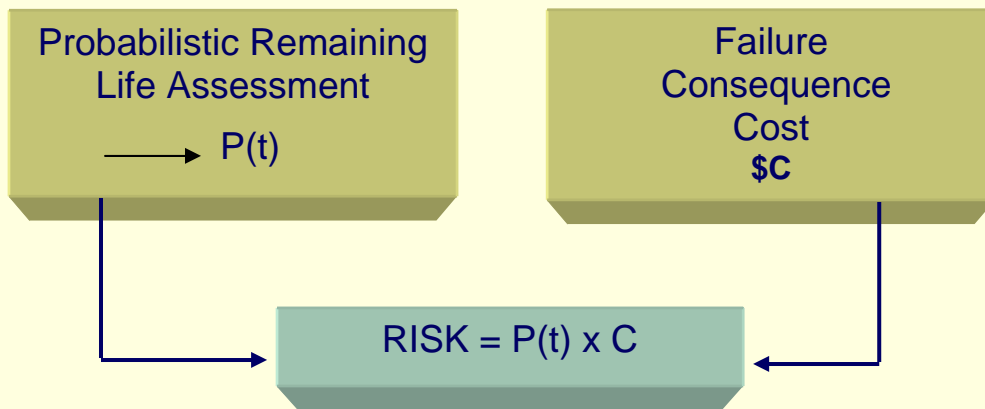 Probabilistic Remaining
Life Assessment
P(t)
Failure
Consequence
Cost
$C
RISK = P(t) x C